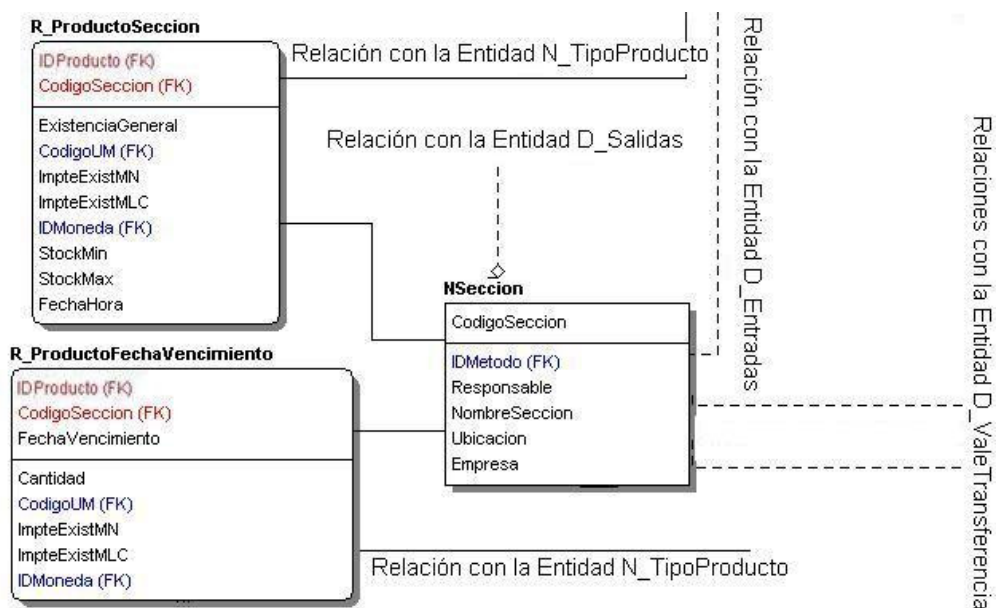 R_ProductoSeccion
IDProducto (FK)
CodigoSeccion (FK)
ExistenciaGeneral
CodigoUM (FK)
ImpteExistMN
ImpteExistMLC
IDMoneda (FK)
StockMin
StockMax
FechaHora
Relación con la Entidad N_TipoProducto
Relación con la Entidad D_Salidas
Relación con la Entidad D_Entradas
Relaciones con la Entidad D_ValeTransferencia
NSeccion
CodigoSeccion
IDMetodo (FK)
Responsable
NombreSeccion
Ubicacion
Empresa
R_ProductoFechaVencimiento
IDProducto (FK)
CodigoSeccion (FK)
FechaVencimiento
Cantidad
CodigoUM (FK)
ImpteExistMN
ImpteExistMLC
IDMoneda (FK)
Relación con la Entidad N_TipoProducto